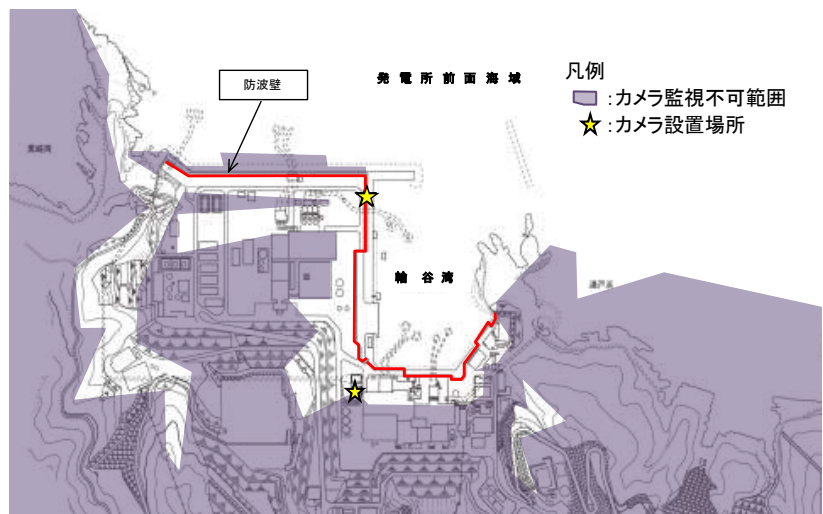 防波壁
発電所前面海域
凡例
:カメラ監視不可範囲
:カメラ設置場所
輪谷湾